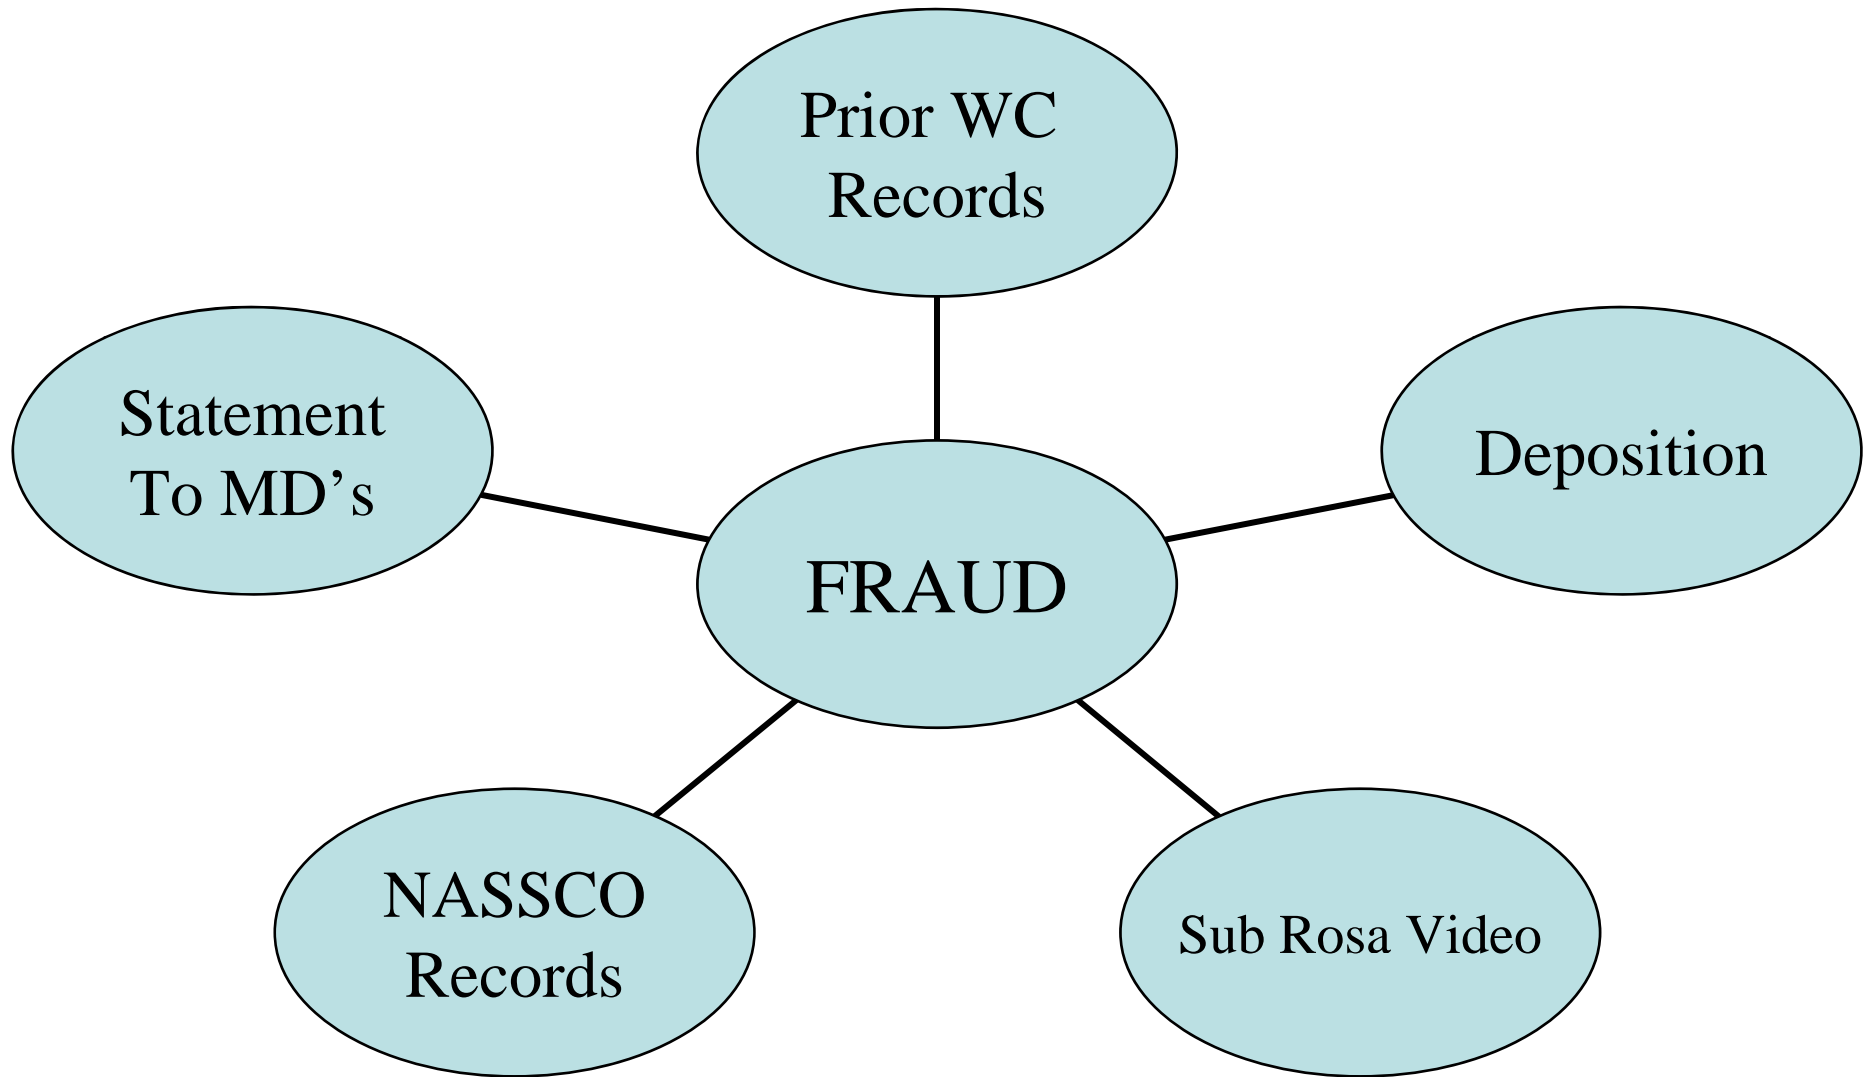 Prior WC
Records
Statement
To MD’s
Deposition
FRAUD
NASSCO
Records
Sub Rosa Video